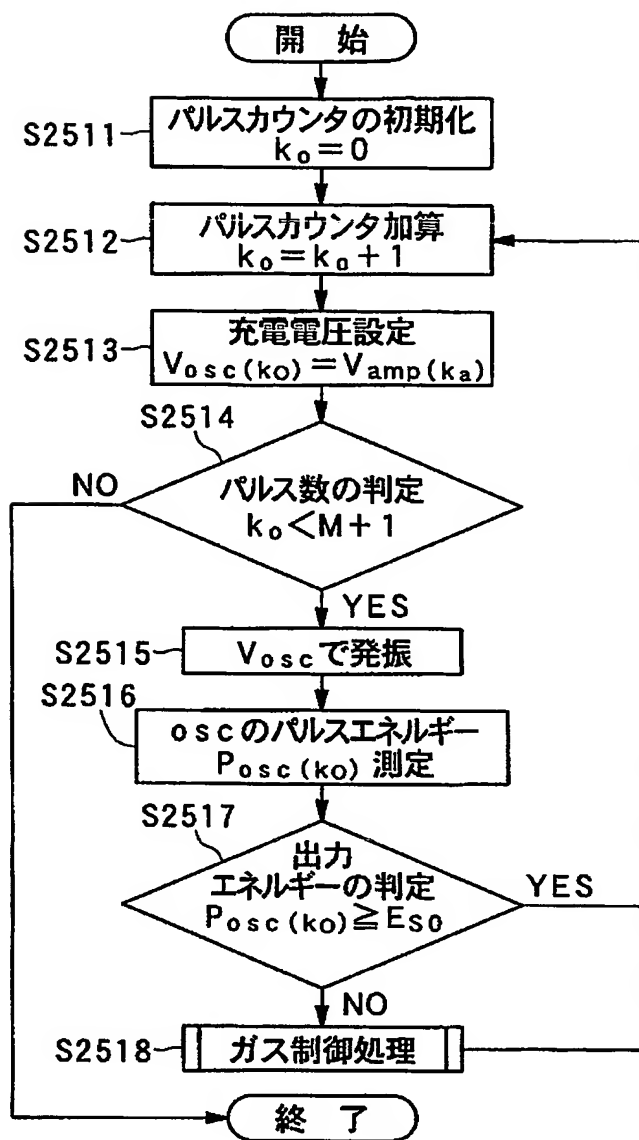 開 始
S2511
パルスカウンタの初期化
ko=0
S2512
パルスカウンタ加算
ko=ko+1
S2513
充電電圧設定
Vosc(ko)=Vamp(ka)
S2514
NO
パルス数の判定
ko<M+1
YES
S2515
Voscで発振
S2516
oscのパルスエネルギー
Posc(ko) 測定
S2517
出力
エネルギーの判定
Posc(ko)≧Eso
YES
NO
S2518
ガス制御処理
終 了